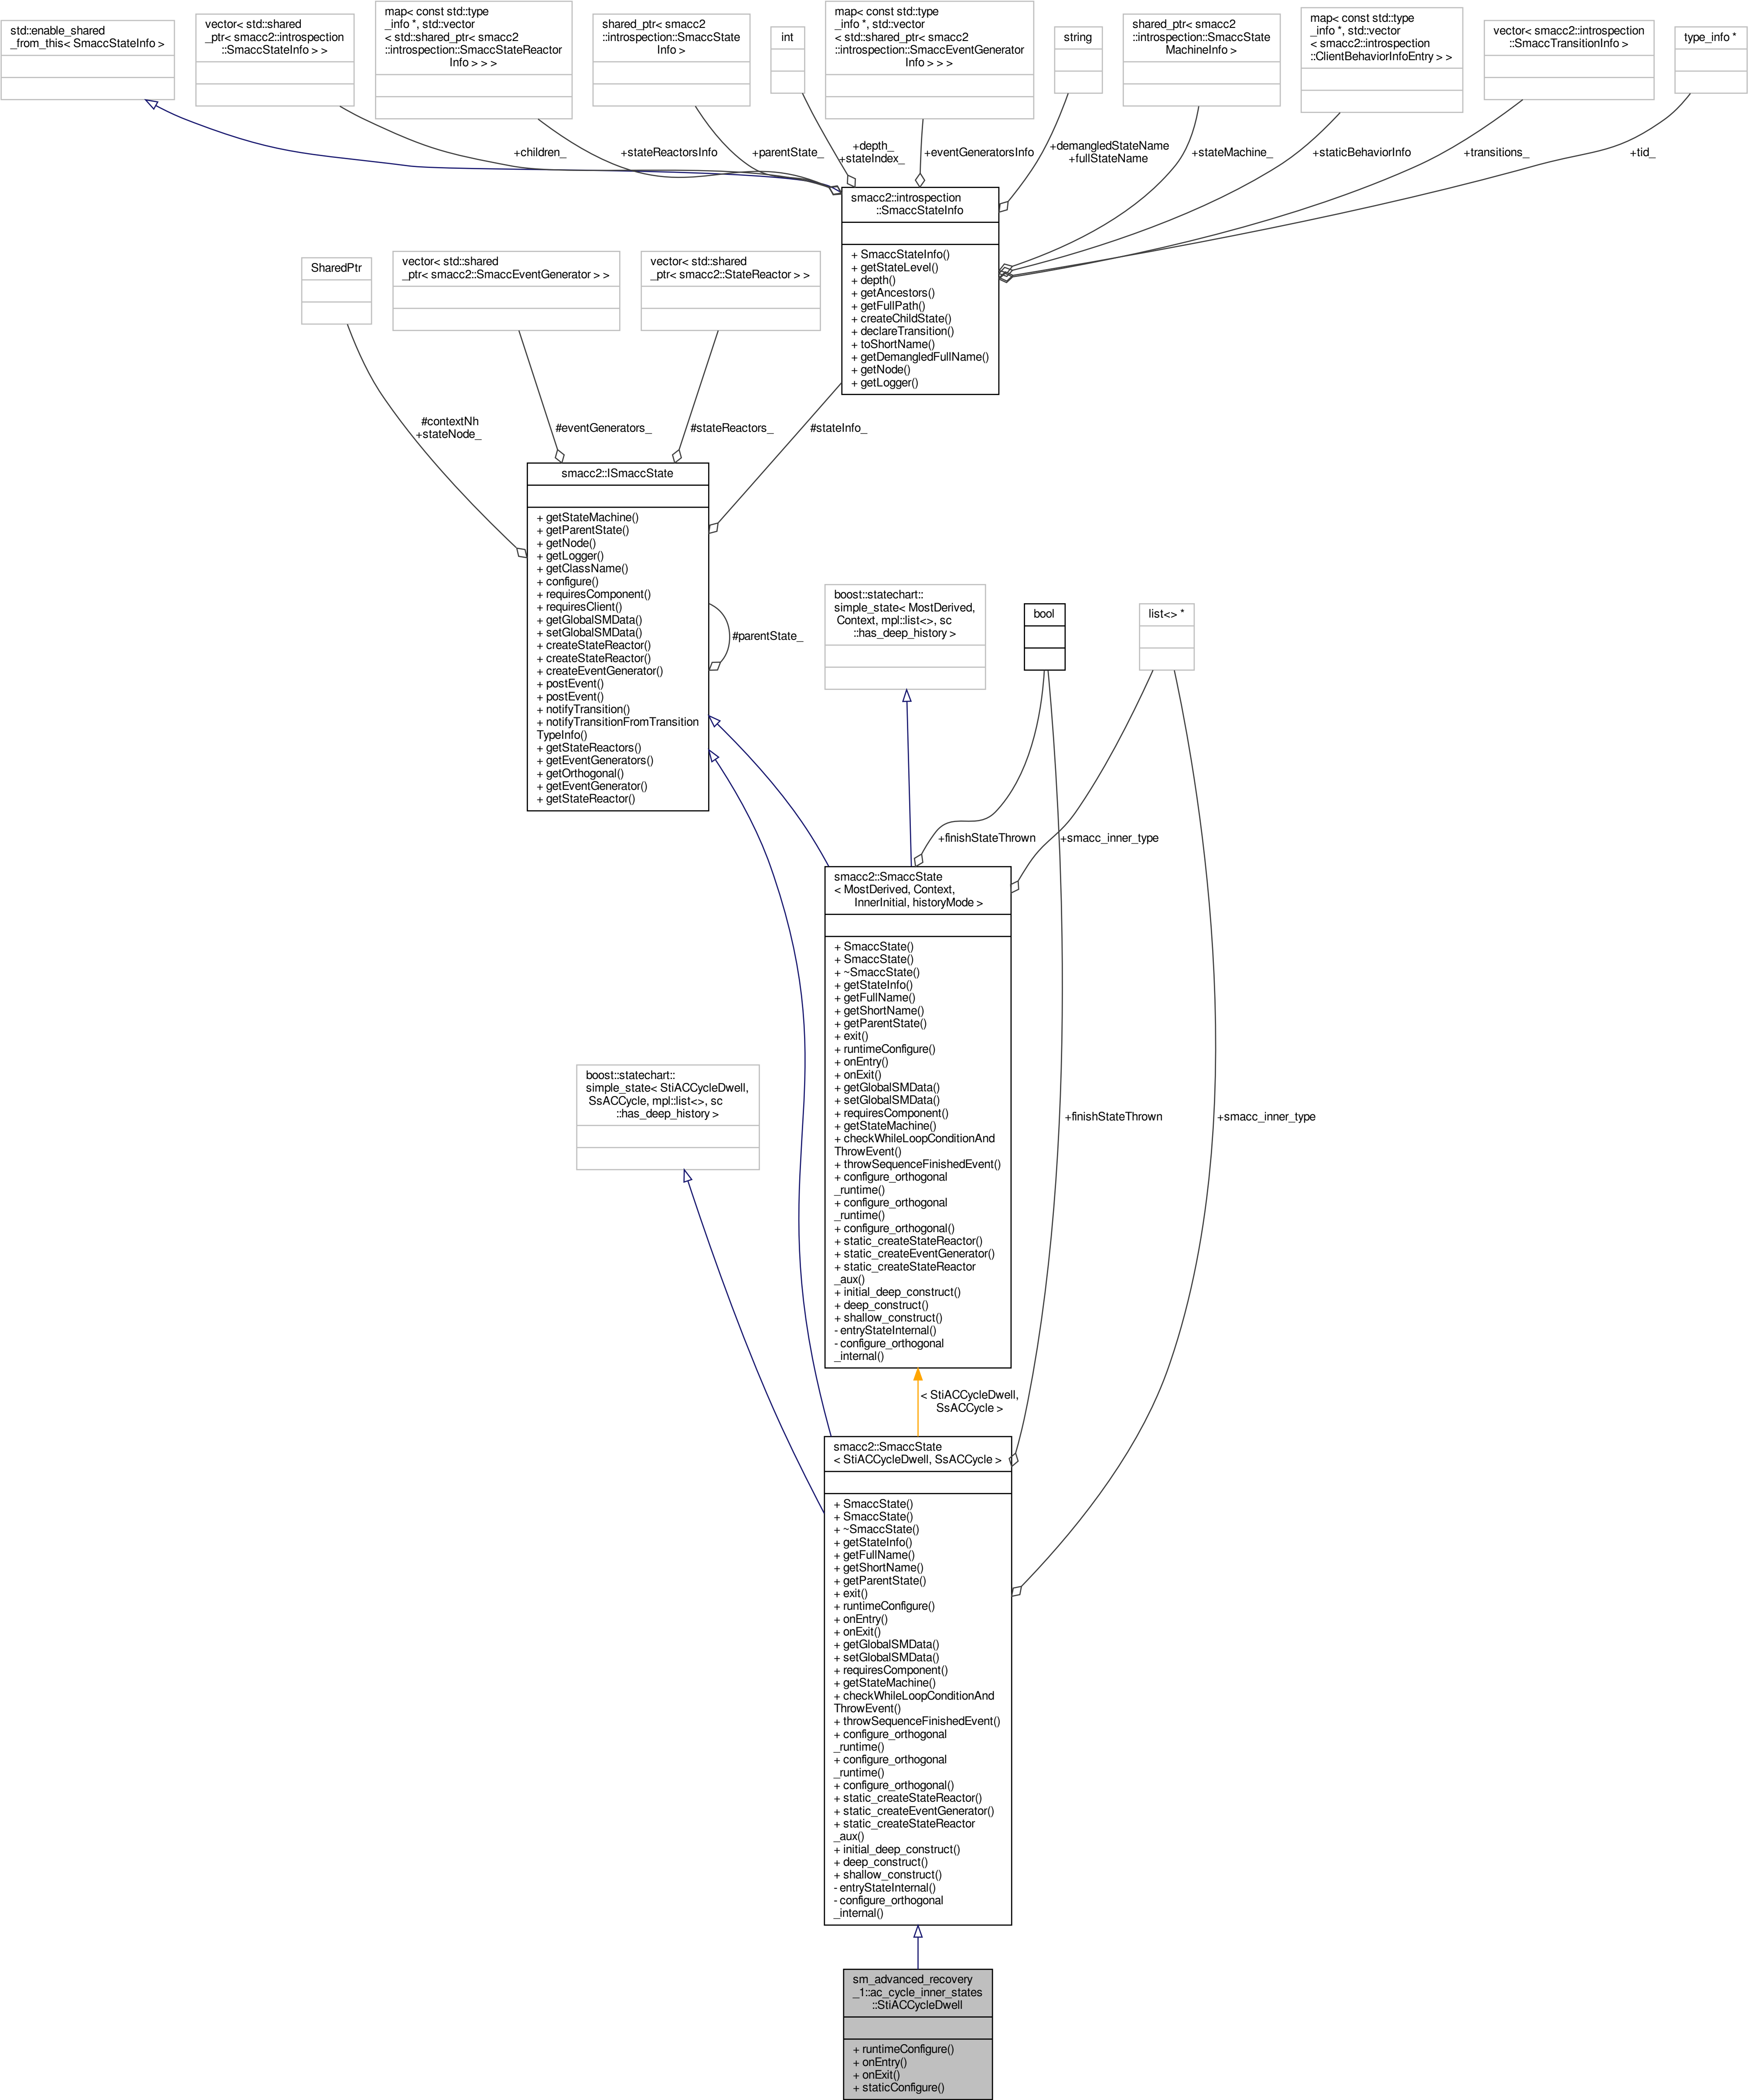 std::enable_shared
_from_this< SmaccStateInfo >
vector< std::shared
_ptr< smacc2::introspection
::SmaccStateInfo > >
map< const std::type
_info *, std::vector
< std::shared_ptr< smacc2
::introspection::SmaccStateReactor
Info > > >
shared_ptr< smacc2
::introspection::SmaccState
Info >
int
map< const std::type
_info *, std::vector
< std::shared_ptr< smacc2
::introspection::SmaccEventGenerator
Info > > >
string
shared_ptr< smacc2
::introspection::SmaccState
MachineInfo >
map< const std::type
_info *, std::vector
< smacc2::introspection
::ClientBehaviorInfoEntry > >
vector< smacc2::introspection
::SmaccTransitionInfo >
type_info *
+children_
+stateReactorsInfo
+parentState_
+depth_
+stateIndex_
+eventGeneratorsInfo
+demangledStateName
+fullStateName
+stateMachine_
+staticBehaviorInfo
+transitions_
+tid_
smacc2::introspection
::SmaccStateInfo
+ SmaccStateInfo()
+ getStateLevel()
+ depth()
+ getAncestors()
+ getFullPath()
+ createChildState()
+ declareTransition()
+ toShortName()
+ getDemangledFullName()
+ getNode()
+ getLogger()
SharedPtr
vector< std::shared
_ptr< smacc2::SmaccEventGenerator > >
vector< std::shared
_ptr< smacc2::StateReactor > >
#contextNh
+stateNode_
#eventGenerators_
#stateReactors_
#stateInfo_
smacc2::ISmaccState
+ getStateMachine()
+ getParentState()
+ getNode()
+ getLogger()
+ getClassName()
+ configure()
+ requiresComponent()
+ requiresClient()
+ getGlobalSMData()
+ setGlobalSMData()
+ createStateReactor()
+ createStateReactor()
+ createEventGenerator()
+ postEvent()
+ postEvent()
+ notifyTransition()
+ notifyTransitionFromTransition
TypeInfo()
+ getStateReactors()
+ getEventGenerators()
+ getOrthogonal()
+ getEventGenerator()
+ getStateReactor()
#parentState_
boost::statechart::
simple_state< MostDerived,
Context, mpl::list<>, sc
::has_deep_history >
bool
list<> *
+finishStateThrown
+smacc_inner_type
smacc2::SmaccState
< MostDerived, Context,
InnerInitial, historyMode >
+ SmaccState()
+ SmaccState()
+ ~SmaccState()
+ getStateInfo()
+ getFullName()
+ getShortName()
+ getParentState()
+ exit()
+ runtimeConfigure()
+ onEntry()
+ onExit()
+ getGlobalSMData()
+ setGlobalSMData()
+ requiresComponent()
+ getStateMachine()
+ checkWhileLoopConditionAnd
ThrowEvent()
+ throwSequenceFinishedEvent()
+ configure_orthogonal
_runtime()
+ configure_orthogonal
_runtime()
+ configure_orthogonal()
+ static_createStateReactor()
+ static_createEventGenerator()
+ static_createStateReactor
_aux()
+ initial_deep_construct()
+ deep_construct()
+ shallow_construct()
- entryStateInternal()
- configure_orthogonal
_internal()
boost::statechart::
simple_state< StiACCycleDwell,
SsACCycle, mpl::list<>, sc
::has_deep_history >
+finishStateThrown
+smacc_inner_type
< StiACCycleDwell,
SsACCycle >
smacc2::SmaccState
< StiACCycleDwell, SsACCycle >
+ SmaccState()
+ SmaccState()
+ ~SmaccState()
+ getStateInfo()
+ getFullName()
+ getShortName()
+ getParentState()
+ exit()
+ runtimeConfigure()
+ onEntry()
+ onExit()
+ getGlobalSMData()
+ setGlobalSMData()
+ requiresComponent()
+ getStateMachine()
+ checkWhileLoopConditionAnd
ThrowEvent()
+ throwSequenceFinishedEvent()
+ configure_orthogonal
_runtime()
+ configure_orthogonal
_runtime()
+ configure_orthogonal()
+ static_createStateReactor()
+ static_createEventGenerator()
+ static_createStateReactor
_aux()
+ initial_deep_construct()
+ deep_construct()
+ shallow_construct()
- entryStateInternal()
- configure_orthogonal
_internal()
sm_advanced_recovery
_1::ac_cycle_inner_states
::StiACCycleDwell
+ runtimeConfigure()
+ onEntry()
+ onExit()
+ staticConfigure()